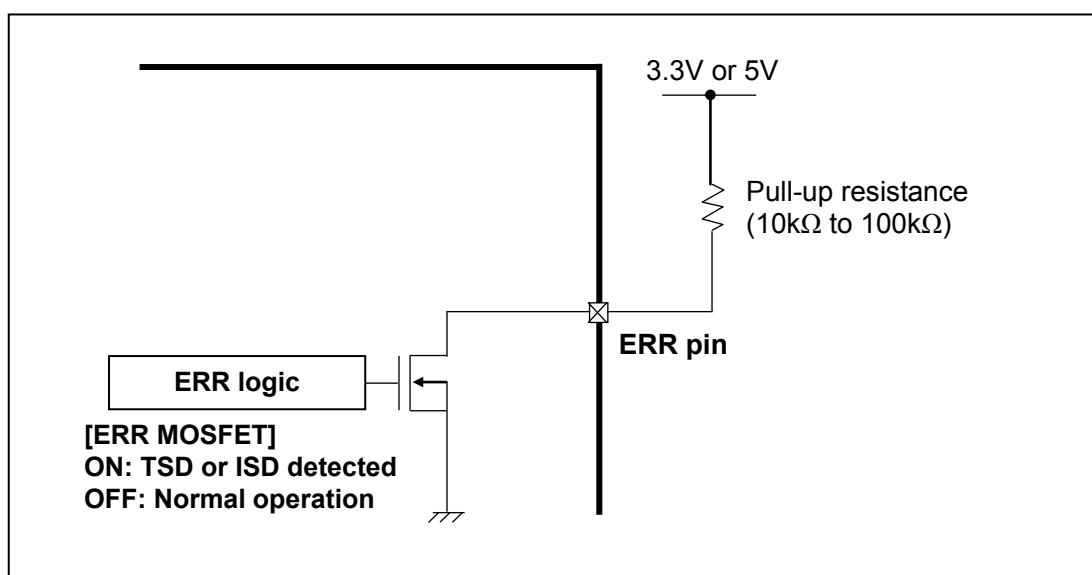 3.3V or 5V
Pull-up resistance
(10kΩ to 100kΩ)
ERR pin
ERR logic
[ERR MOSFET]
ON: TSD or ISD detected
OFF: Normal operation